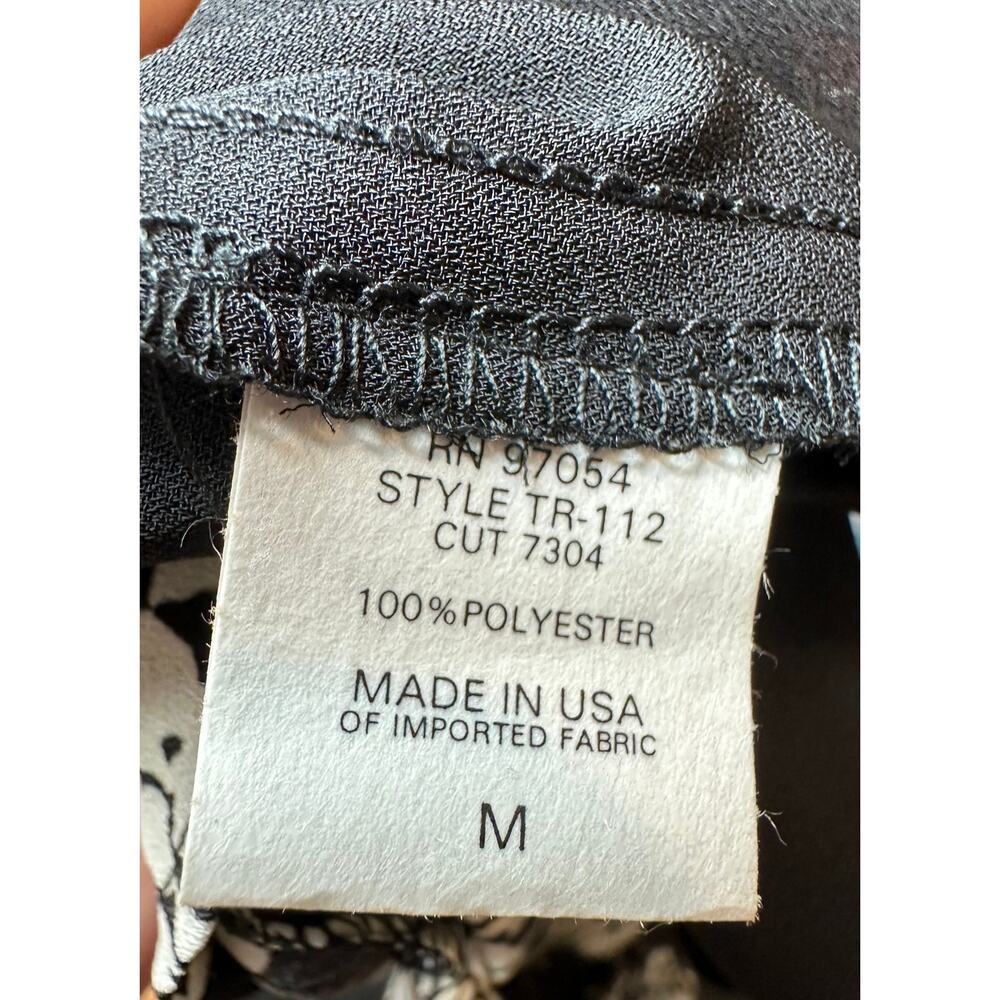 RN 97054
STYLE TR-112
CUT 7304
100% POLYESTER
MADE IN USA
OF IMPORTED FABRIC
M